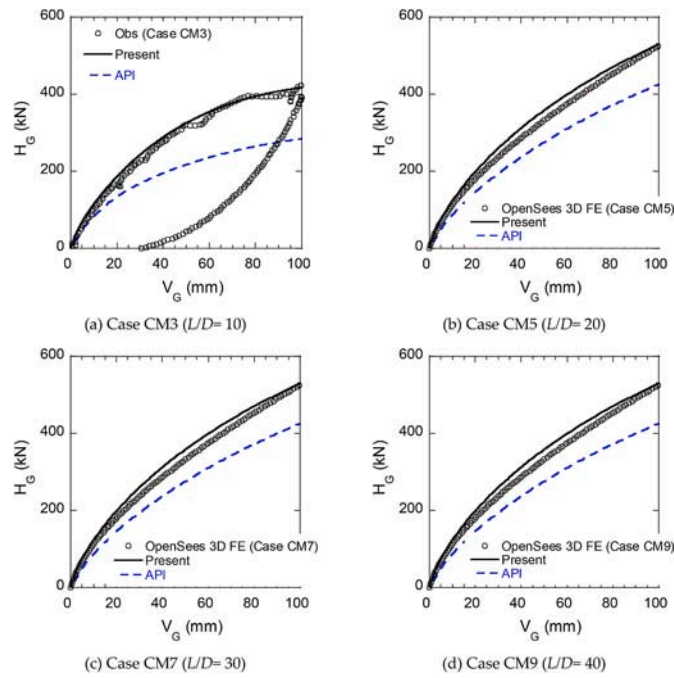 600
400
200
0
H_G (kN)
Obs (Case CM3)
Present
API
0 20 40 60 80 100
V_G (mm)
(a) Case CM3 (L/D= 10)
600
400
200
0
H_G (kN)
OpenSees 3D FE (Case CM5)
Present
API
0 20 40 60 80 100
V_G (mm)
(b) Case CM5 (L/D= 20)
600
400
200
0
H_G (kN)
OpenSees 3D FE (Case CM7)
Present
API
0 20 40 60 80 100
V_G (mm)
(c) Case CM7 (L/D= 30)
600
400
200
0
H_G (kN)
OpenSees 3D FE (Case CM9)
Present
API
0 20 40 60 80 100
V_G (mm)
(d) Case CM9 (L/D= 40)